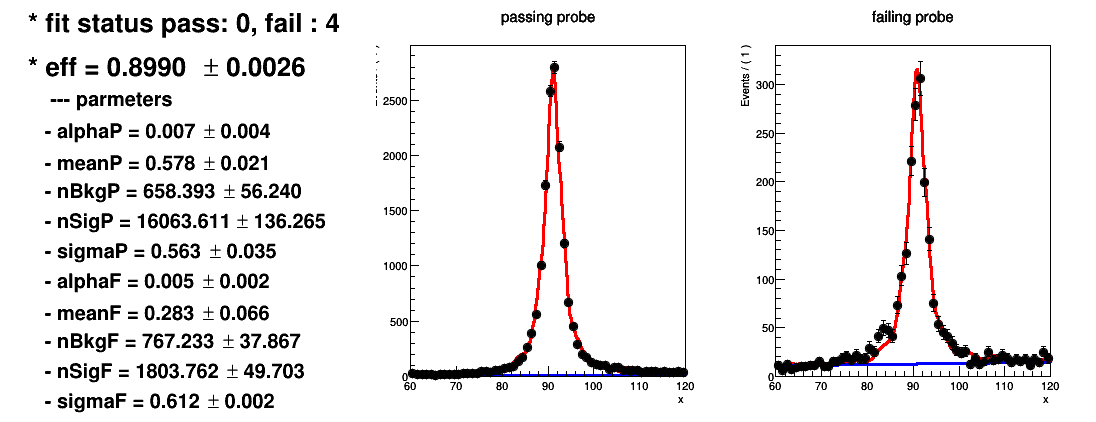 * fit status pass: 0, fail : 4
* eff = 0.8990 ± 0.0026
--- parmeters
- alphaP = 0.007 ± 0.004
- meanP = 0.578 ± 0.021
- nBkgP = 658.393 ± 56.240
- nSigP = 16063.611 ± 136.265
- sigmaP = 0.563 ± 0.035
- alphaF = 0.005 ± 0.002
- meanF = 0.283 ± 0.066
- nBkgF = 767.233 ± 37.867
- nSigF = 1803.762 ± 49.703
- sigmaF = 0.612 ± 0.002
passing probe
2500
2000
1500
1000
500
0
60 70 80 90 100 110 120
x
failing probe
Events / ( 1 )
300
250
200
150
100
50
0
60 70 80 90 100 110 120
x